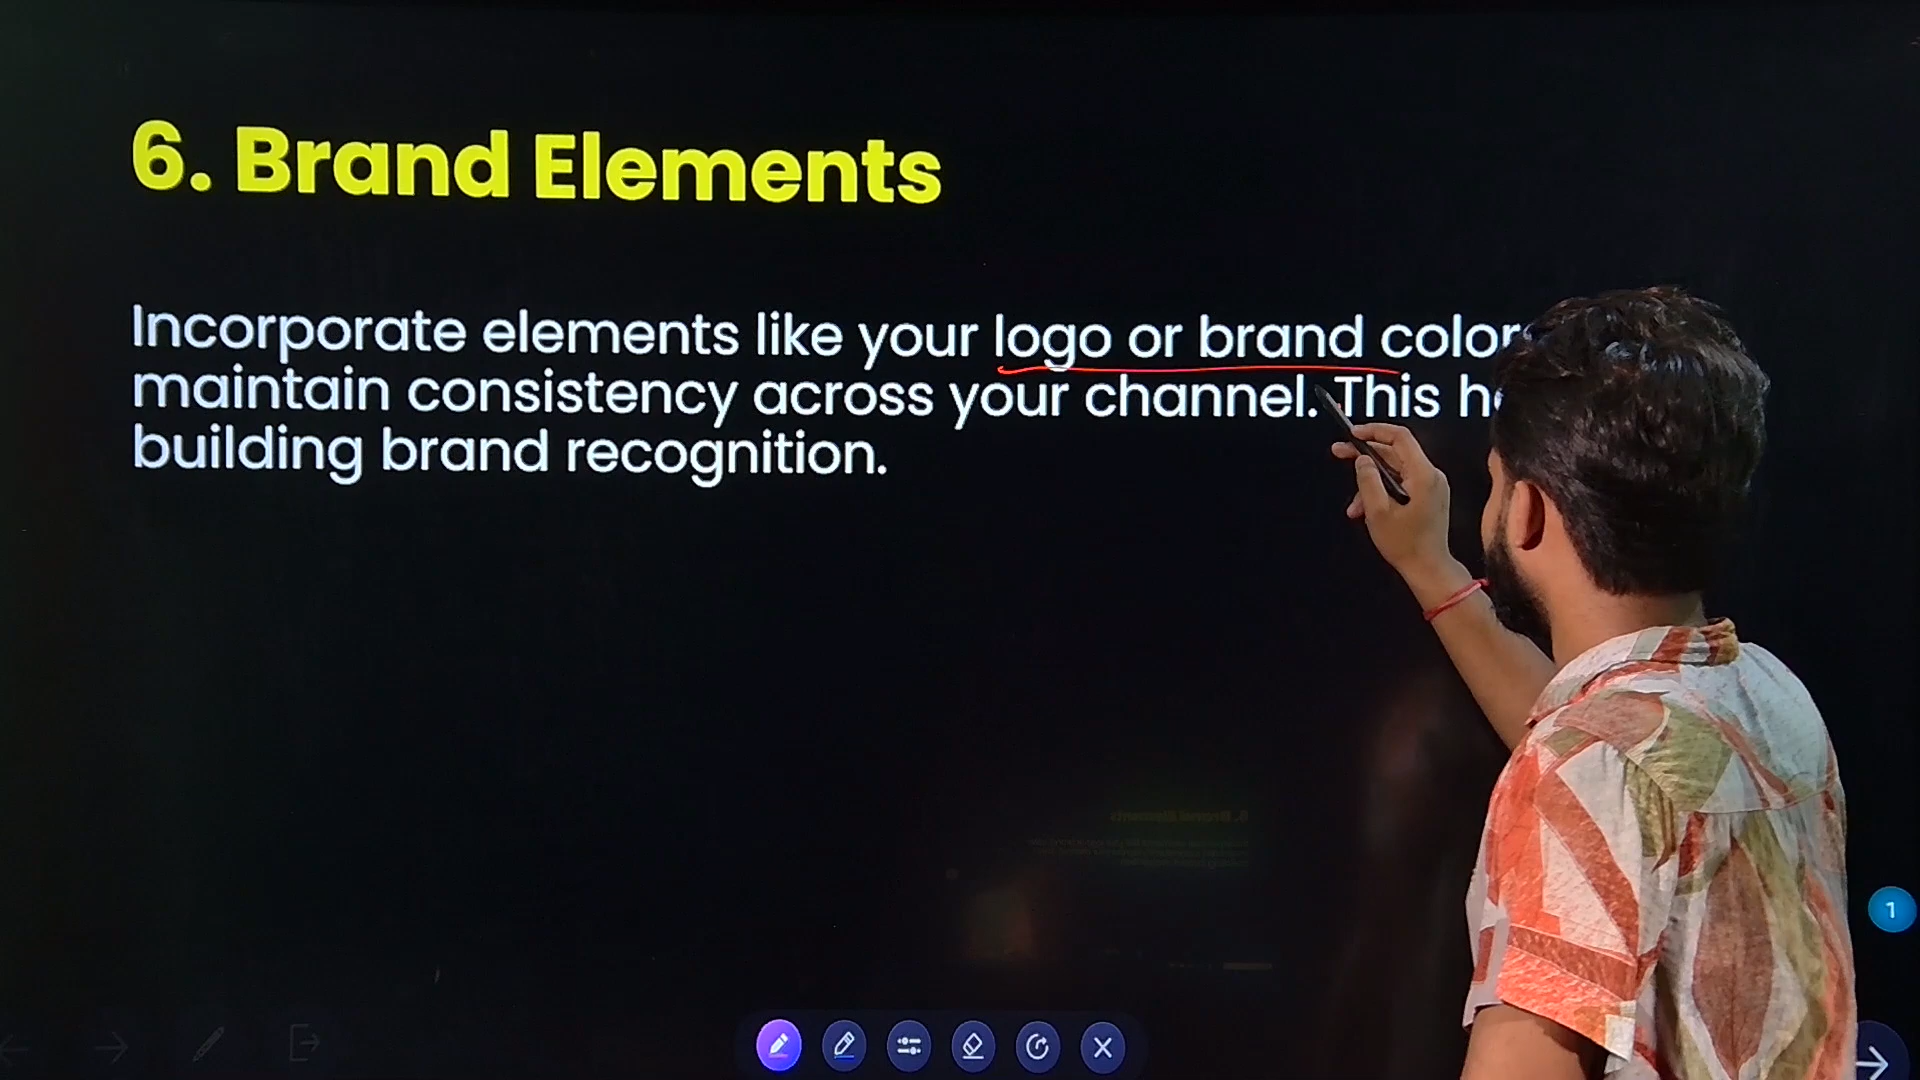 6. Brand Elements
Incorporate elements like your logo or brand color
maintain consistency across your channel. This
building brand recognition.
1